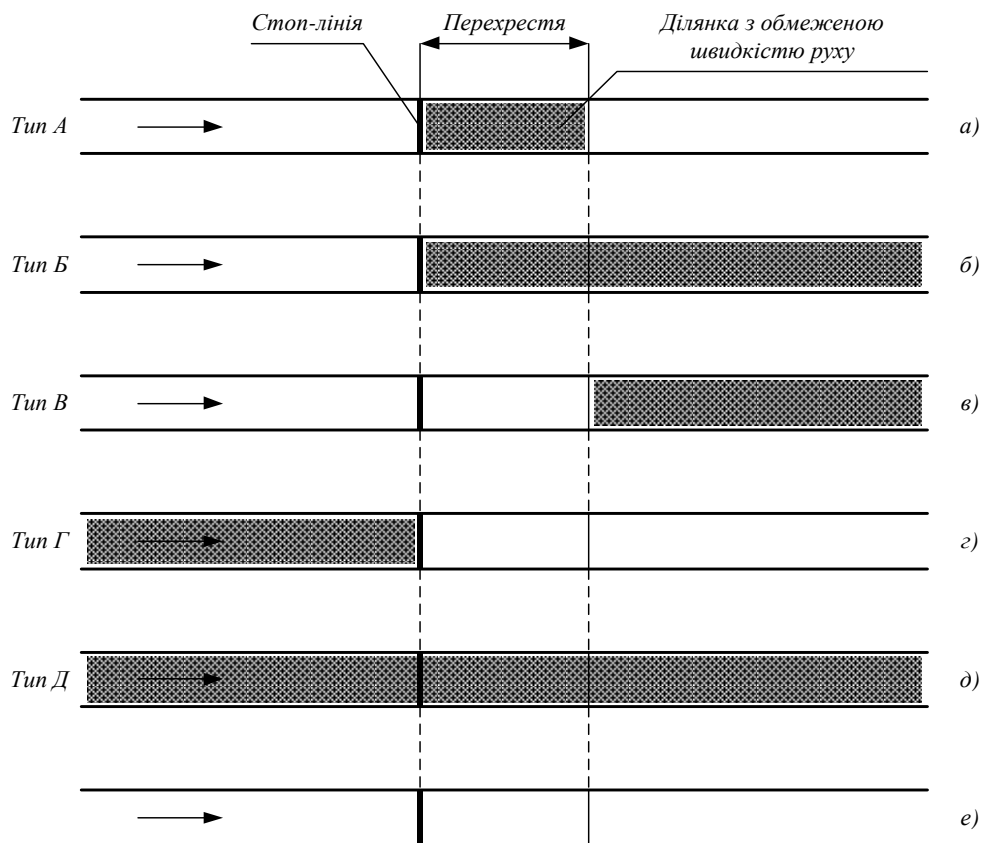 Стоп-лінія
Перехрестя
Ділянка з обмеженою
швидкістю руху
Тип А
а)
Тип Б
б)
Тип В
в)
Тип Г
г)
Тип Д
д)
е)